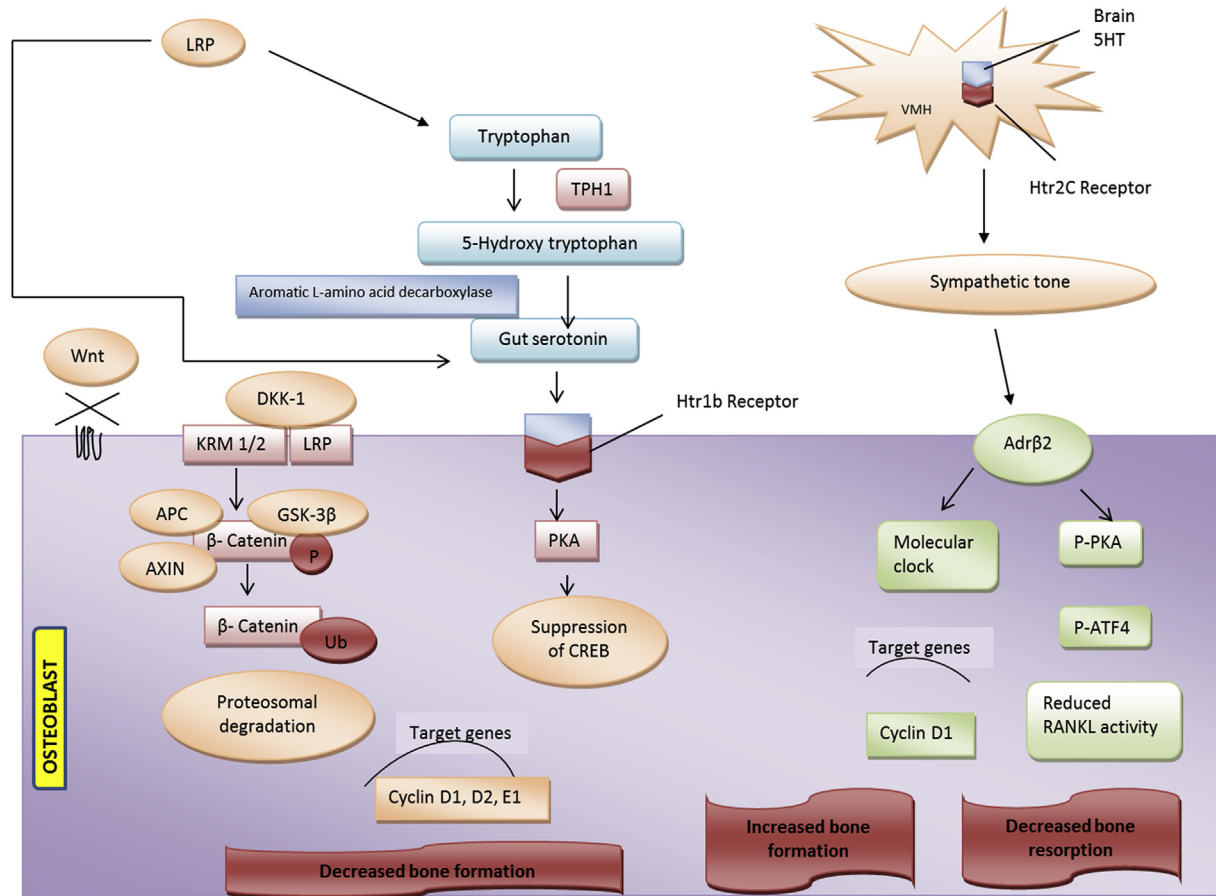 LRP
Brain
5HT
VMH
Htr2C Receptor
Tryptophan
TPH1
5-Hydroxy tryptophan
Aromatic L-amino acid decarboxylase
Gut serotonin
Sympathetic tone
Wnt
DKK-1
KRM 1/2
LRP
Htr1b Receptor
Adrβ2
APC
GSK-3β
β- Catenin
P
AXIN
PKA
Molecular
clock
P-PKA
β- Catenin
Ub
Suppression
of CREB
P-ATF4
Target genes
OSTEOBLAST
Proteosomal
degradation
Reduced
RANKL activity
Cyclin D1
Target genes
Cyclin D1, D2, E1
Decreased bone formation
Increased bone
formation
Decreased bone
resorption